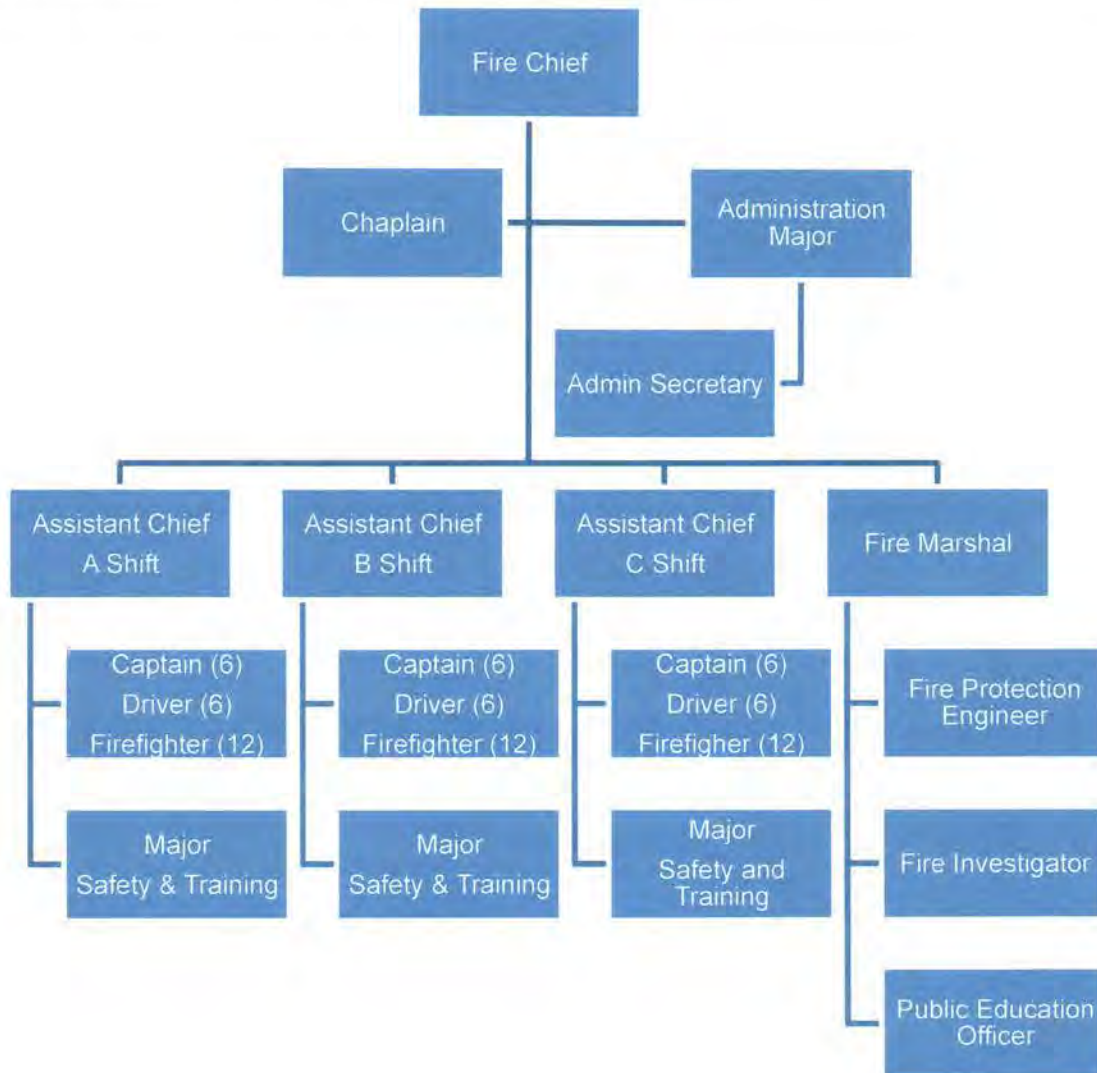 Fire Chief
Chaplain
Administration
Major
Admin Secretary
Assistant Chief
A Shift
Assistant Chief
B Shift
Assistant Chief
C Shift
Fire Marshal
Captain (6)
Driver (6)
Firefighter (12)
Captain (6)
Driver (6)
Firefighter (12)
Captain (6)
Driver (6)
Firefigher (12)
Fire Protection
Engineer
Major
Safety & Training
Major
Safety & Training
Major
Safety and
Training
Fire Investigator
Public Education
Officer